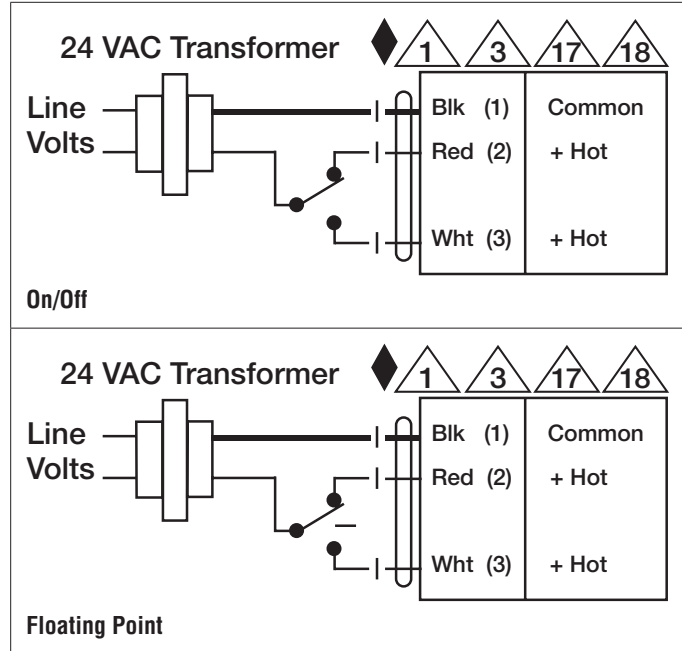 24 VAC Transformer 1 3 17 18
Line Volts
Blk (1) Common
Red (2) + Hot
Wht (3) + Hot
On/Off
24 VAC Transformer 1 3 17 18
Line Volts
Blk (1) Common
Red (2) + Hot
Wht (3) + Hot
Floating Point